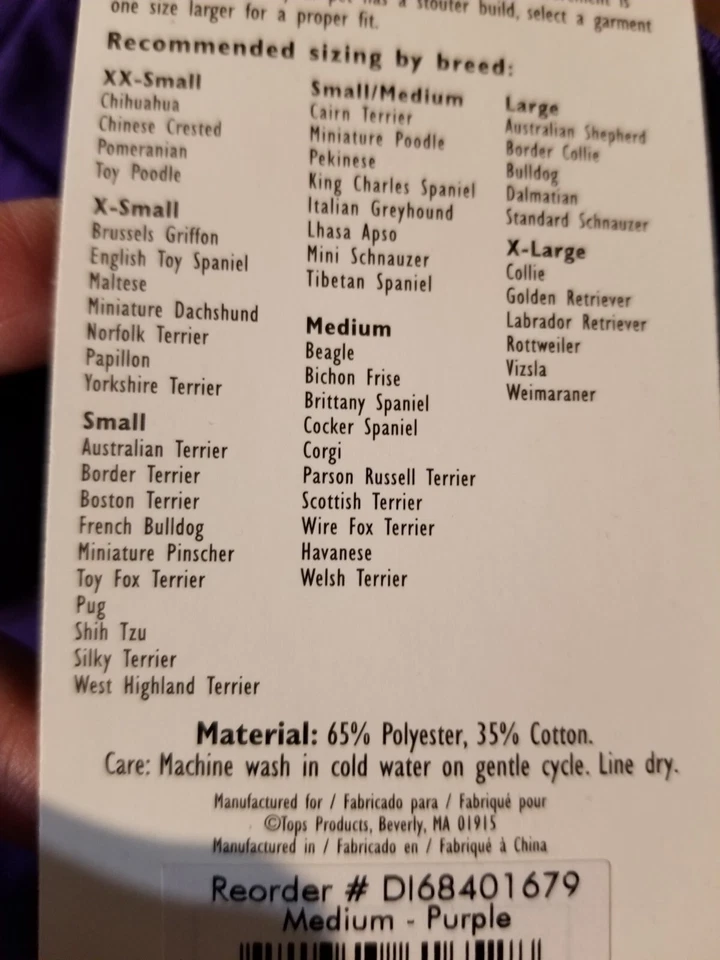 has a stouter build, select a garment
one size larger for a proper fit.
Recommended sizing by breed:
XX-Small
Chihuahua
Chinese Crested
Pomeranian
Toy Poodle
X-Small
Brussels Griffon
English Toy Spaniel
Maltese
Miniature Dachshund
Norfolk Terrier
Papillon
Yorkshire Terrier
Small
Australian Terrier
Border Terrier
Boston Terrier
French Bulldog
Miniature Pinscher
Toy Fox Terrier
Pug
Shih Tzu
Silky Terrier
West Highland Terrier
Small/Medium
Cairn Terrier
Miniature Poodle
Pekinese
King Charles Spaniel
Italian Greyhound
Lhasa Apso
Mini Schnauzer
Tibetan Spaniel
Medium
Beagle
Bichon Frise
Brittany Spaniel
Cocker Spaniel
Corgi
Parson Russell Terrier
Scottish Terrier
Wire Fox Terrier
Havanese
Welsh Terrier
Large
Australian Shepherd
Border Collie
Bulldog
Dalmatian
Standard Schnauzer
X-Large
Collie
Golden Retriever
Labrador Retriever
Rottweiler
Vizsla
Weimaraner
Material: 65% Polyester, 35% Cotton.
Care: Machine wash in cold water on gentle cycle. Line dry.
Manufactured for / Fabricado para / Fabriqué pour
©Tops Products, Beverly, MA 01915
Manufactured in / Fabricado en / Fabriqué à China
Reorder # DI68401679
Medium - Purple